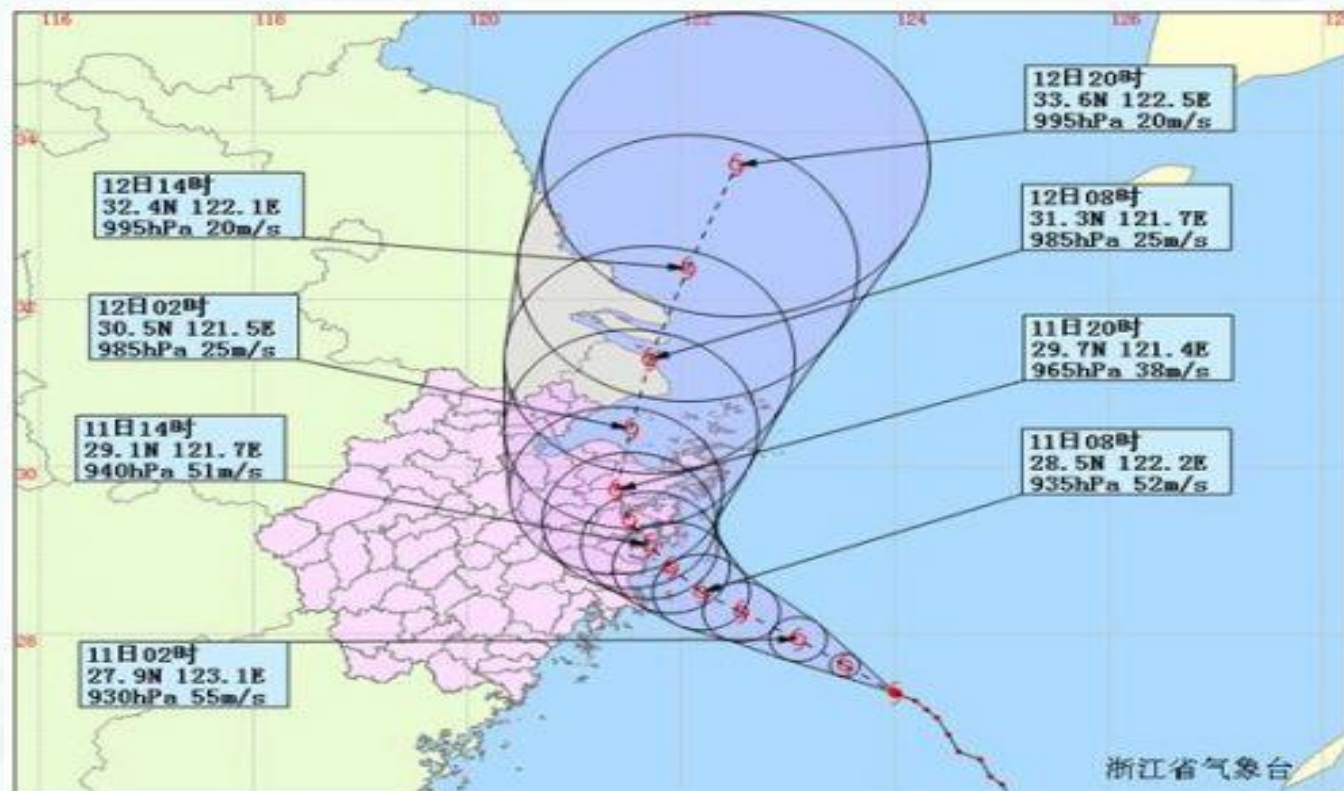 116
118
120
122
124
126
34
32
30
28
12日20时
33.6N 122.5E
995hPa 20m/s
12日14时
32.4N 122.1E
995hPa 20m/s
12日08时
31.3N 121.7E
985hPa 25m/s
12日02时
30.5N 121.5E
985hPa 25m/s
11日20时
29.7N 121.4E
965hPa 38m/s
11日14时
29.1N 121.7E
940hPa 51m/s
11日08时
28.5N 122.2E
935hPa 52m/s
11日02时
27.9N 123.1E
930hPa 55m/s
浙江省气象台